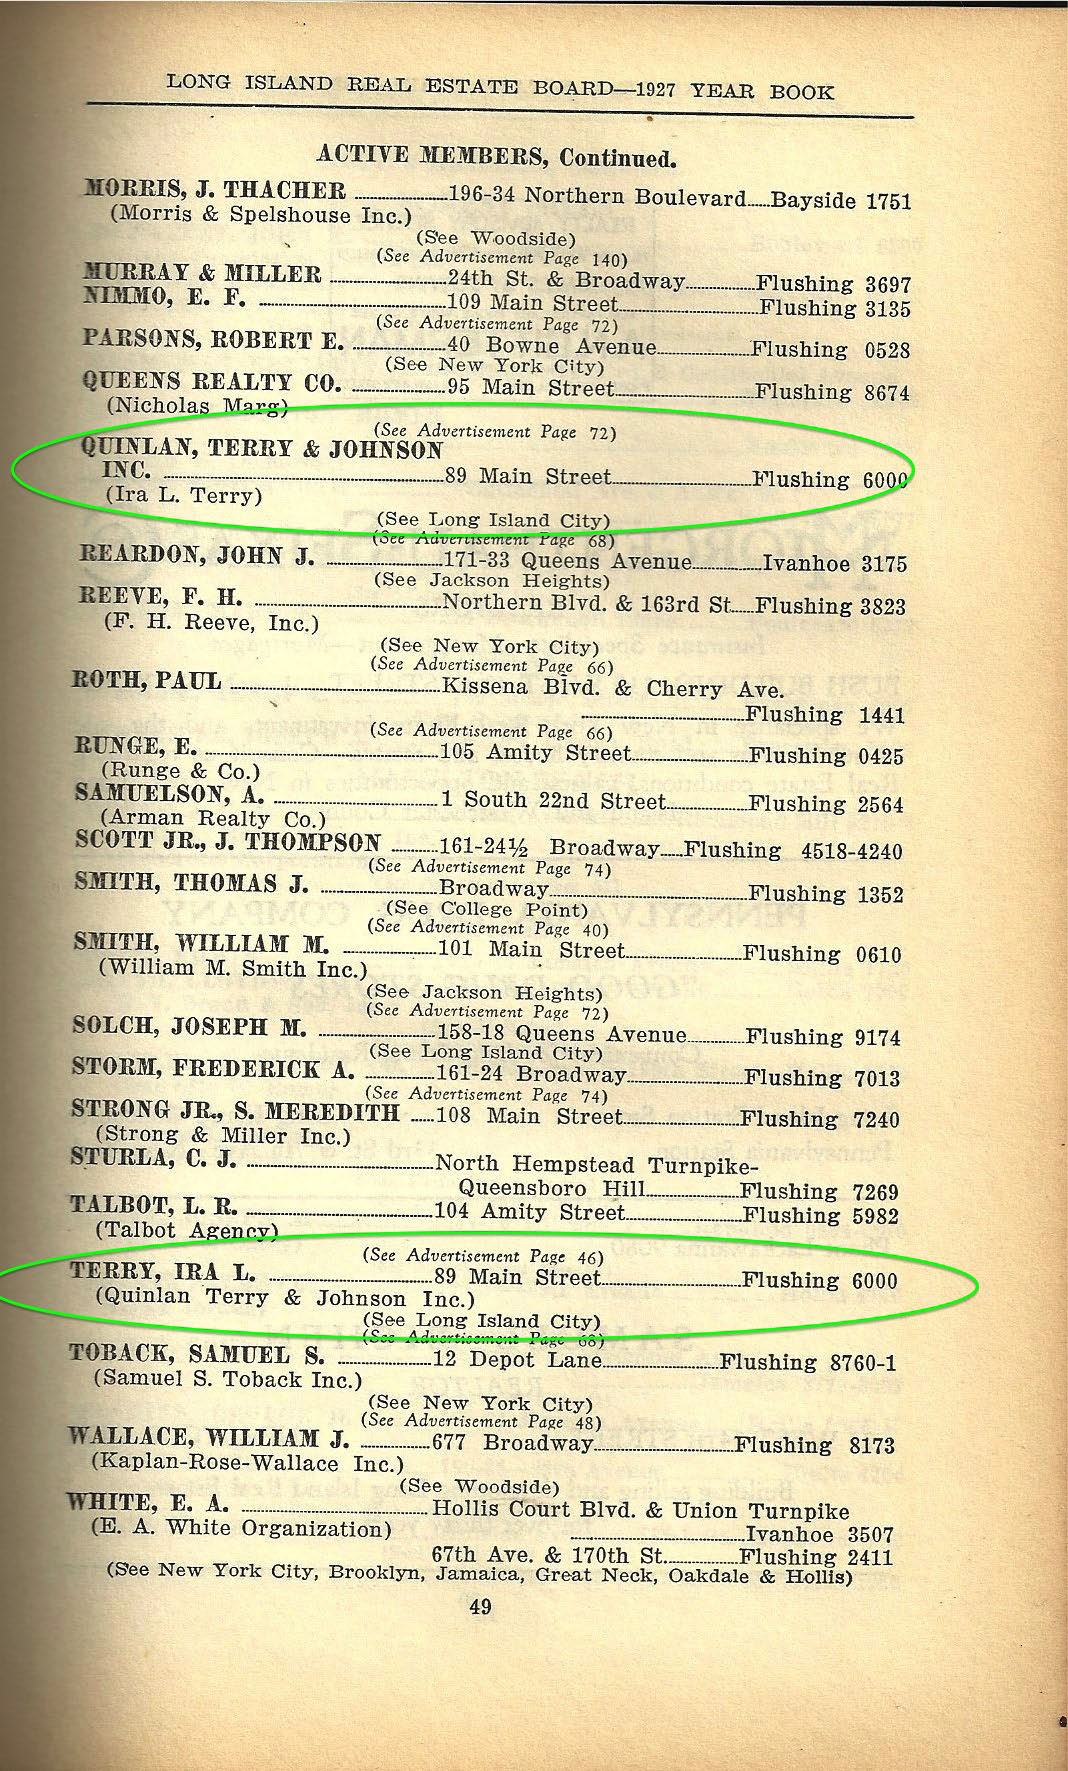 LONG ISLAND REAL ESTATE BOARD—1927 YEAR BOOK
ACTIVE MEMBERS, Continued.
MORRIS, J. THACHER ..........196-34 Northern Boulevard.....Bayside 1751
(Morris & Spelshouse Inc.)
(See Woodside)
(See Advertisement Page 140)
MURRAY & MILLER ..........24th St. & Broadway..........Flushing 3697
NIMMO, E. F. ..........109 Main Street..........Flushing 3135
(See Advertisement Page 72)
PARSONS, ROBERT E. ..........40 Bowne Avenue..........Flushing 0528
(See New York City)
QUEENS REALTY CO. ..........95 Main Street..........Flushing 8674
(Nicholas Marg)
(See Advertisement Page 72)
QUINLAN, TERRY & JOHNSON
INC. ..........89 Main Street..........Flushing 6000
(Ira L. Terry)
(See Long Island City)
(See Advertisement Page 68)
REARDON, JOHN J. ..........171-33 Queens Avenue..........Ivanhoe 3175
(See Jackson Heights)
REEVE, F. H. ..........Northern Blvd. & 163rd St.....Flushing 3823
(F. H. Reeve, Inc.)
(See New York City)
(See Advertisement Page 66)
ROTH, PAUL ..........Kissena Blvd. & Cherry Ave.
..........Flushing 1441
(See Advertisement Page 66)
RUNGE, E. ..........105 Amity Street..........Flushing 0425
(Runge & Co.)
SAMUELSON, A. ..........1 South 22nd Street..........Flushing 2564
(Arman Realty Co.)
SCOTT JR., J. THOMPSON ..........161-24½ Broadway.....Flushing 4518-4240
(See Advertisement Page 74)
SMITH, THOMAS J. ..........Broadway..........Flushing 1352
(See College Point)
(See Advertisement Page 40)
SMITH, WILLIAM M. ..........101 Main Street..........Flushing 0610
(William M. Smith Inc.)
(See Jackson Heights)
(See Advertisement Page 72)
SOLCH, JOSEPH M. ..........158-18 Queens Avenue..........Flushing 9174
(See Long Island City)
STORM, FREDERICK A. ..........161-24 Broadway..........Flushing 7013
(See Advertisement Page 74)
STRONG JR., S. MEREDITH .....108 Main Street..........Flushing 7240
(Strong & Miller Inc.)
STURLA, C. J. ..........North Hempstead Turnpike-
Queensboro Hill..........Flushing 7269
TALBOT, L. R. ..........104 Amity Street..........Flushing 5982
(Talbot Agency)
(See Advertisement Page 46)
TERRY, IRA L. ..........89 Main Street..........Flushing 6000
(Quinlan Terry & Johnson Inc.)
(See Long Island City)
(See Advertisement Page 68)
TOBACK, SAMUEL S. ..........12 Depot Lane..........Flushing 8760-1
(Samuel S. Toback Inc.)
(See New York City)
(See Advertisement Page 48)
WALLACE, WILLIAM J. ..........677 Broadway..........Flushing 8173
(Kaplan-Rose-Wallace Inc.)
(See Woodside)
WHITE, E. A. ..........Hollis Court Blvd. & Union Turnpike
(E. A. White Organization) ..........Ivanhoe 3507
67th Ave. & 170th St...........Flushing 2411
(See New York City, Brooklyn, Jamaica, Great Neck, Oakdale & Hollis)
49